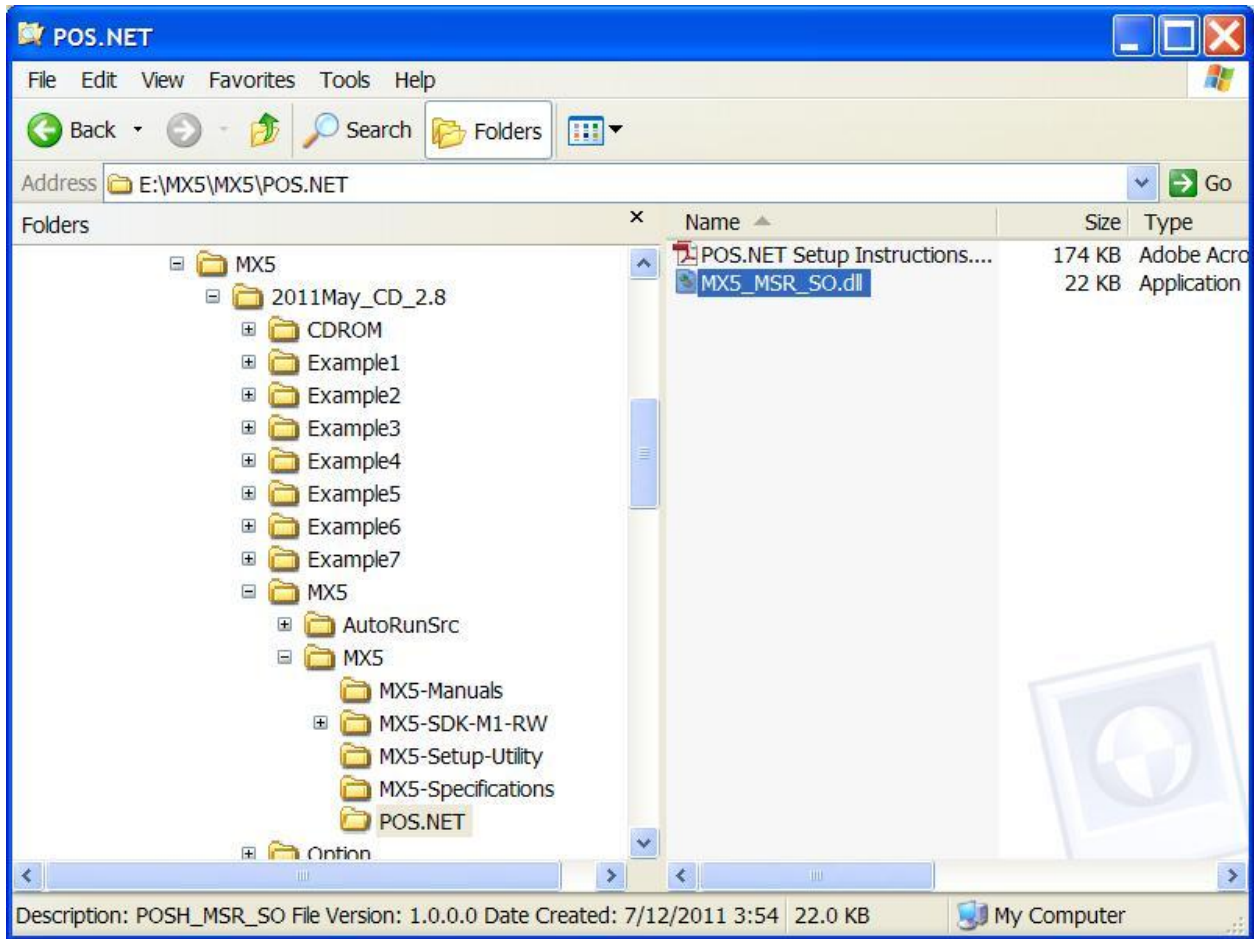 POS.NET
File Edit View Favorites Tools Help
Back Search Folders
Address E:\MX5\MX5\POS.NET Go
Folders
Name Size Type
MX5
2011May_CD_2.8
CDROM
Example1
Example2
Example3
Example4
Example5
Example6
Example7
MX5
AutoRunSrc
MX5
MX5-Manuals
MX5-SDK-M1-RW
MX5-Setup-Utility
MX5-Specifications
POS.NET
Option
POS.NET Setup Instructions.... 174 KB Adobe Acro
MX5_MSR_SO.dll 22 KB Application
Description: POSH_MSR_SO File Version: 1.0.0.0 Date Created: 7/12/2011 3:54 22.0 KB My Computer